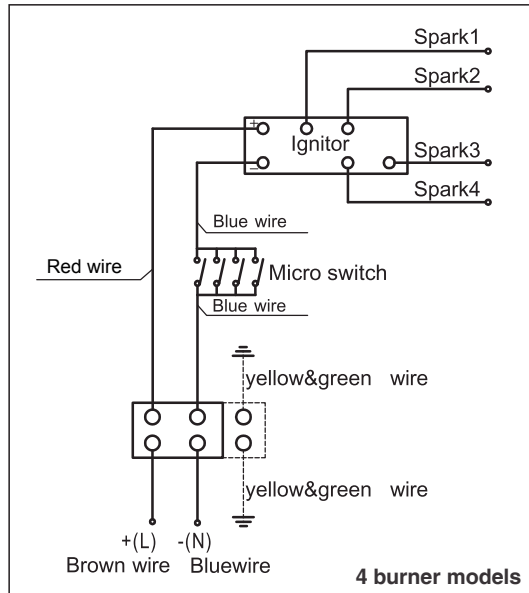 Spark1
Spark2
+
Ignitor
Spark3
−
Spark4
Blue wire
Red wire
Micro switch
Blue wire
yellow&green wire
yellow&green wire
+(L) -(N)
Brown wire Bluewire
4 burner models